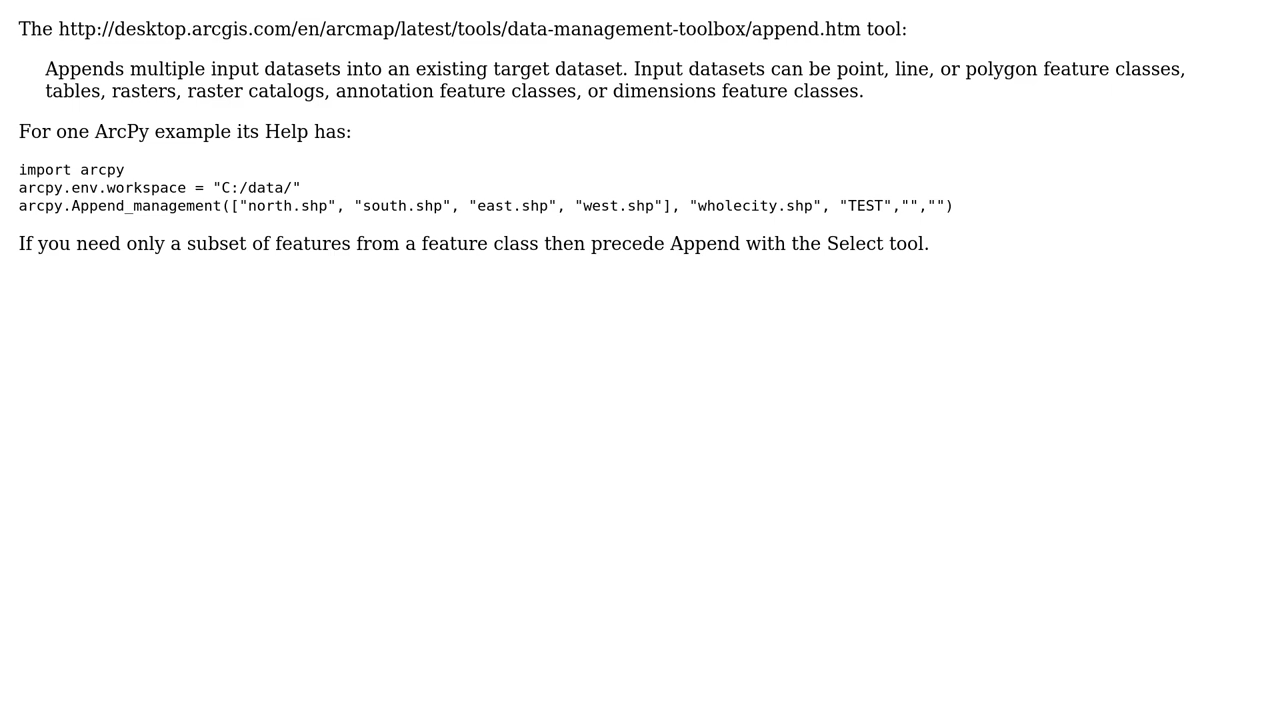 The http://desktop.arcgis.com/en/arcmap/latest/tools/data-management-toolbox/append.htm tool:
Appends multiple input datasets into an existing target dataset. Input datasets can be point, line, or polygon feature classes,
tables, rasters, raster catalogs, annotation feature classes, or dimensions feature classes.
For one ArcPy example its Help has:
import arcpy
arcpy.env.workspace = "C:/data/"
arcpy.Append_management(["north.shp", "south.shp", "east.shp", "west.shp"], "wholecity.shp", "TEST","","")
If you need only a subset of features from a feature class then precede Append with the Select tool.